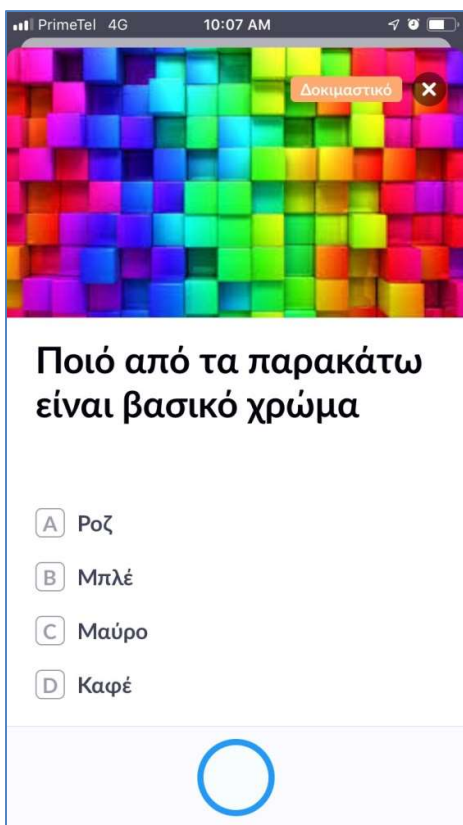 PrimeTel 4G 10:07 AM
Δοκιμαστικό
Ποιό από τα παρακάτω
είναι βασικό χρώμα
A Ροζ
B Μπλέ
C Μαύρο
D Καφέ